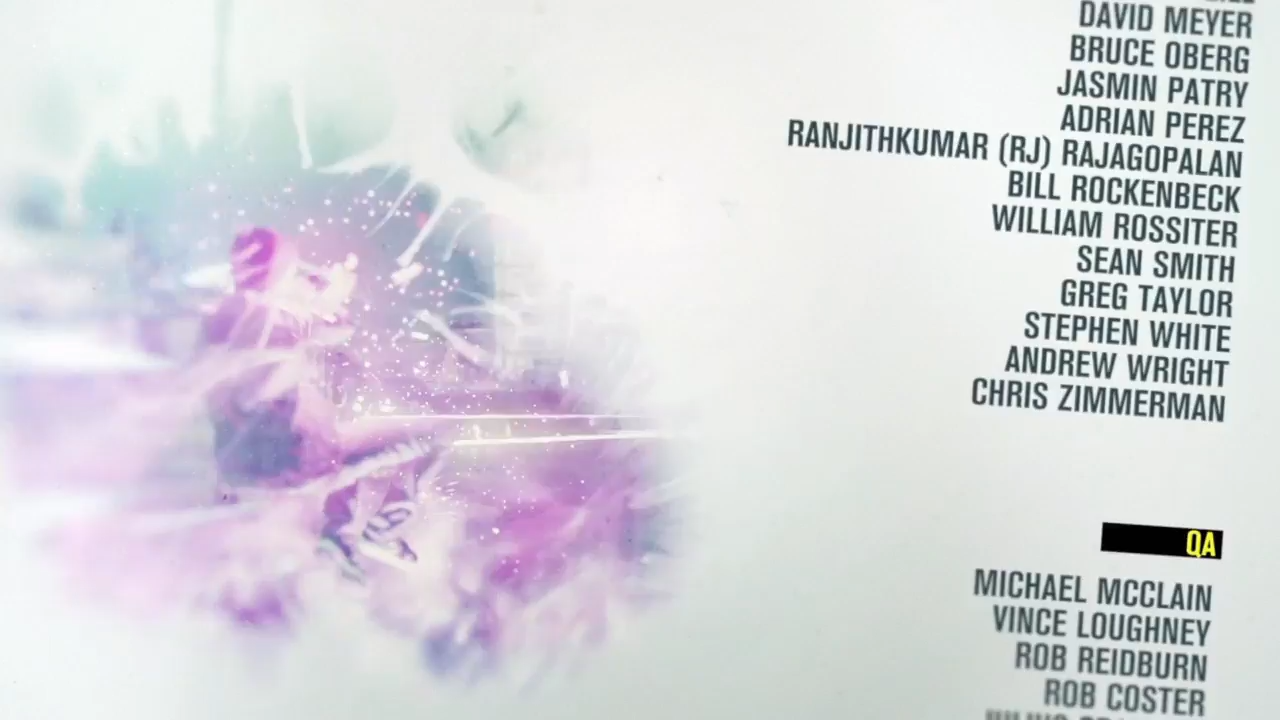 DAVID MEYER
BRUCE OBERG
JASMIN PATRY
ADRIAN PEREZ
RANJITHKUMAR (RJ) RAJAGOPALAN
BILL ROCKENBECK
WILLIAM ROSSITER
SEAN SMITH
GREG TAYLOR
STEPHEN WHITE
ANDREW WRIGHT
CHRIS ZIMMERMAN
QA
MICHAEL MCCLAIN
VINCE LOUGHNEY
ROB REIDBURN
ROB COSTER